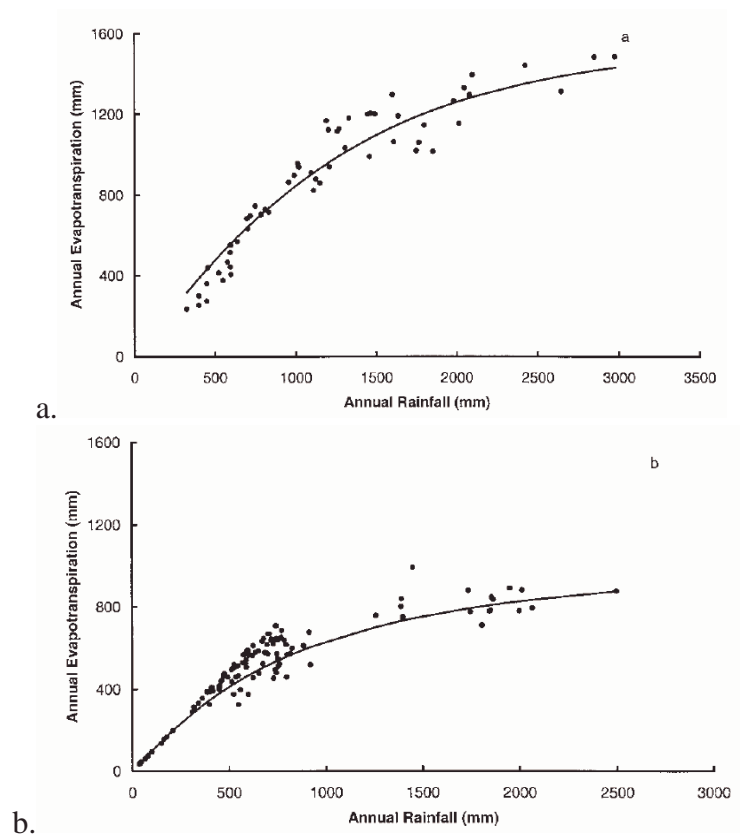 1600
a
1200
800
400
0
0 500 1000 1500 2000 2500 3000 3500
Annual Evapotranspiration (mm)
Annual Rainfall (mm)
a.
1600
b
1200
800
400
0
0 500 1000 1500 2000 2500 3000
Annual Evapotranspiration (mm)
Annual Rainfall (mm)
b.